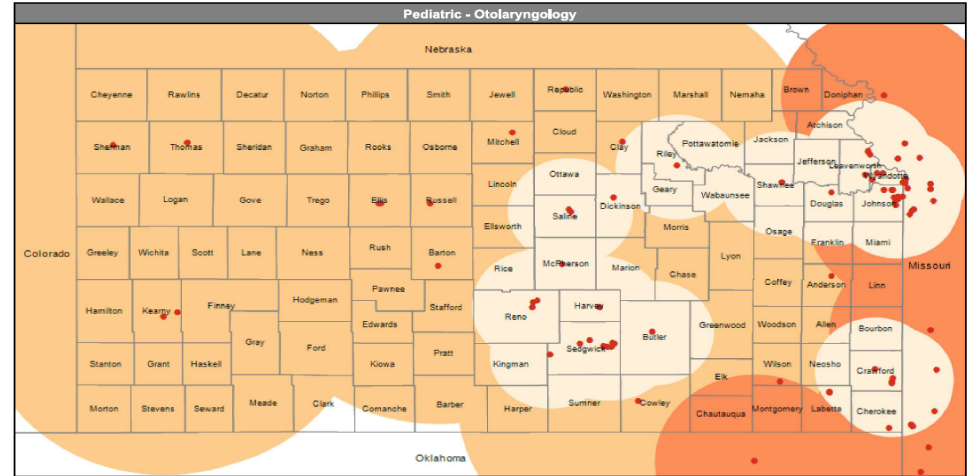 Pediatric - Otolaryngology
Nebraska
Cheyenne Rawlins Decatur Norton Phillips Smith Jewell Republic Washington Marshall Nemaha Brown Doniphan
Atchison
Sherman Thomas Sheridan Graham Rooks Osborne Mitchell Cloud Clay Riley Pottawatomie Jackson
Jefferson Leavenworth
Wyandotte
Wallace Logan Gove Trego Ellis Russell Lincoln Ottawa Geary Wabaunsee Shawnee Douglas Johnson
Saline Dickinson
Ellsworth Morris Osage
Colorado Greeley Wichita Scott Lane Ness Rush Barton Rice McPherson Marion Chase Lyon Franklin Miami Missouri
Pawnee
Hamilton Kearny Finney Hodgeman Stafford Reno Harvey Coffey Anderson Linn
Gray Ford Edwards Sedgwick Butler Greenwood Woodson Allen Bourbon
Stanton Grant Haskell Kiowa Pratt Kingman Elk Wilson Neosho Crawford
Morton Stevens Seward Meade Clark Comanche Barber Harper Sumner Cowley Chautauqua Montgomery Labette Cherokee
Oklahoma